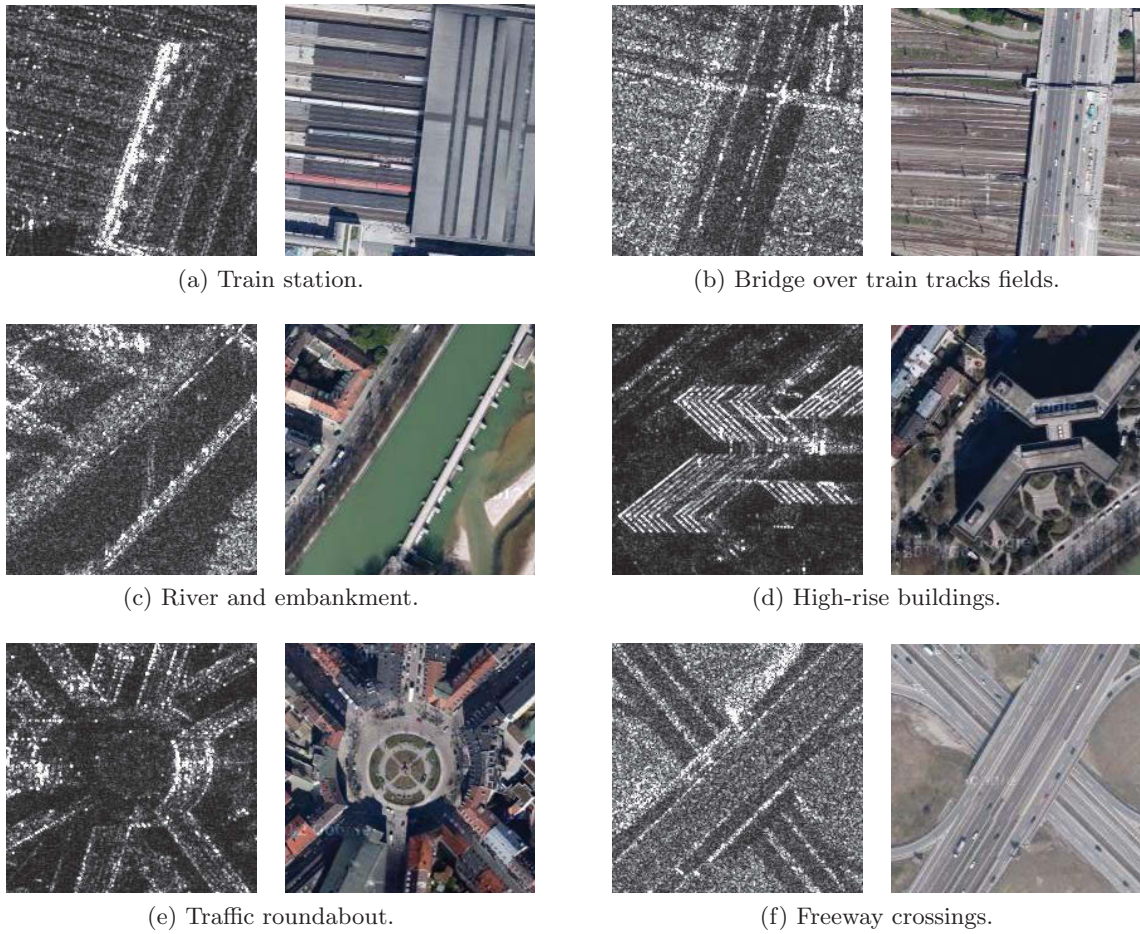 (a) Train station.
(b) Bridge over train tracks fields.
(c) River and embankment.
(d) High-rise buildings.
(e) Traffic roundabout.
(f) Freeway crossings.